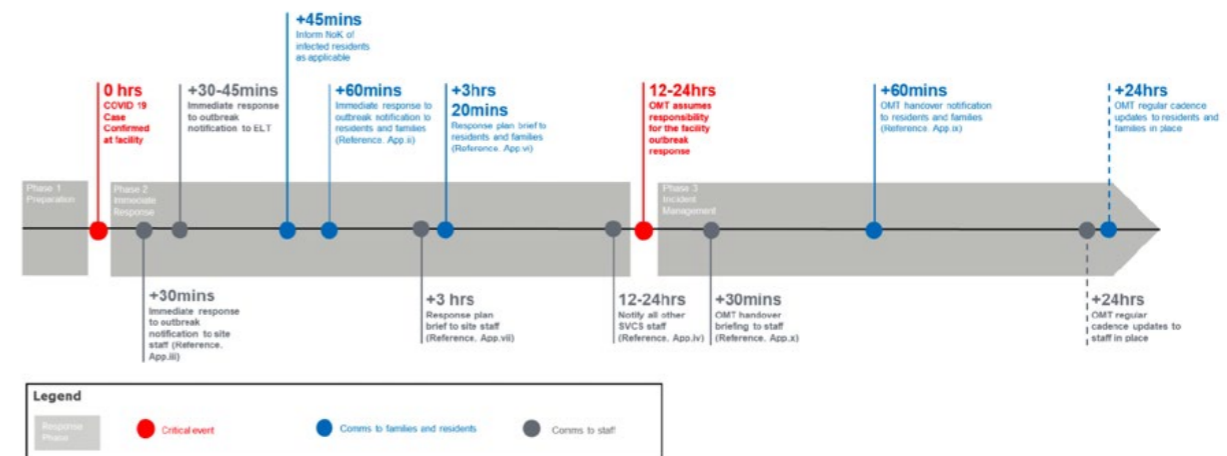 +45mins
Inform NoK of
infected residents
as applicable
0 hrs
COVID 19
Case
Confirmed
at facility
+30-45mins
Immediate response
to outbreak
notification to ELT
+60mins
Immediate response to
outbreak notification to
residents and families
(Reference. App.ii)
+3hrs
20mins
Response plan brief to
residents and families
(Reference. App.vi)
12-24hrs
OMT assumes
responsibility
for the facility
outbreak
response
+60mins
OMT handover notification
to residents and families
(Reference. App.ix)
+24hrs
OMT regular cadence
updates to residents and
families in place
Phase 1
Preparation
Phase 2
Immediate
Response
Phase 3
Incident
Management
+30mins
Immediate response
to outbreak
notification to site
staff (Reference.
App.iii)
+3 hrs
Response plan
brief to site staff
(Reference. App.vii)
12-24hrs
Notify all other
SVCS staff
(Reference. App.iv)
+30mins
OMT handover
briefing to staff
(Reference. App.x)
+24hrs
OMT regular
cadence updates to
staff in place
Legend
Response
Phase
Critical event
Comms to families and residents
Comms to staff